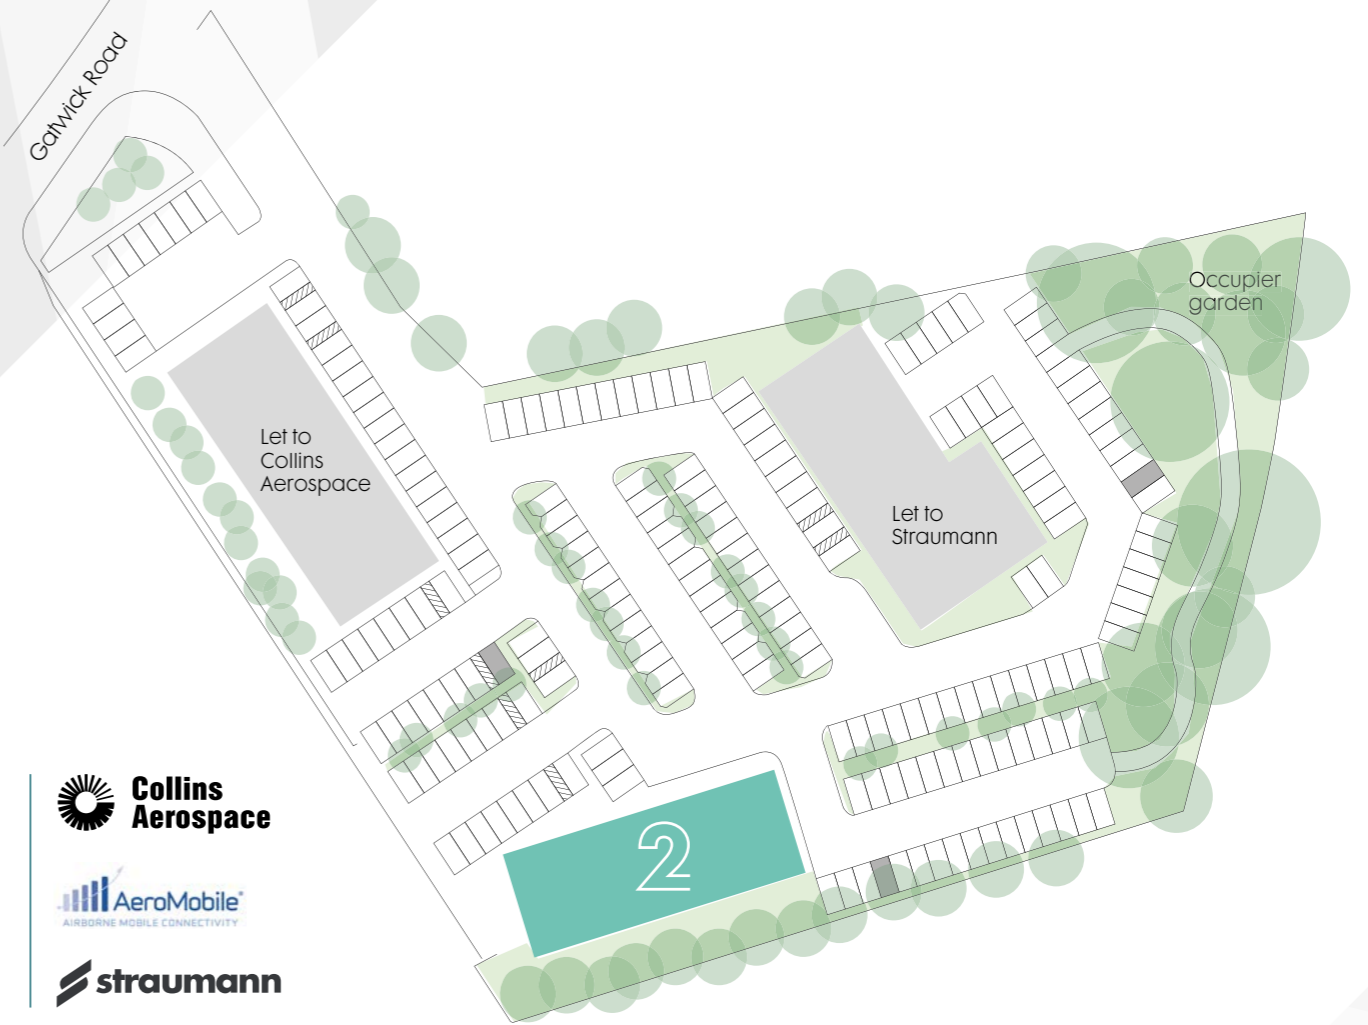 Gatwick Road
Occupier
garden
Let to
Collins
Aerospace
Let to
Straumann
2
Collins
Aerospace
AeroMobile
AIRBORNE MOBILE CONNECTIVITY
straumann